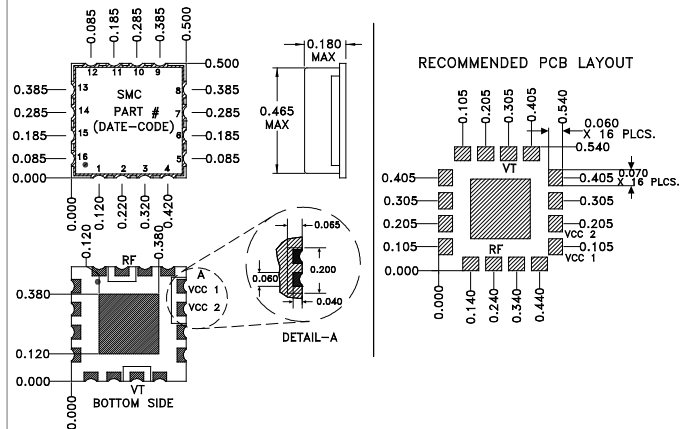 0.085
0.185
0.285
0.385
0.500
12 11 10 9
0.500
0.385 13 SMC 8 0.385
0.285 14 PART # 7 0.285
(DATE-CODE)
0.185 15 6 0.185
0.085 16 5 0.085
1 2 3 4
0.000
0.000
0.120
0.220
0.320
0.420
0.180
MAX
0.465
MAX
0.120
0.380
RF
A
VCC 1
VCC 2
0.380
0.120
0.000
VT
0.000
BOTTOM SIDE
0.065
0.200
0.060
0.040
DETAIL-A
RECOMMENDED PCB LAYOUT
0.105
0.205
0.305
0.405
0.540
0.060
X 16 PLCS.
0.540
VT
0.070
X 16 PLCS.
0.405 0.405
0.305 0.305
0.205 0.205
VCC 2
0.105 RF 0.105
VCC 1
0.000
0.000
0.140
0.240
0.340
0.440